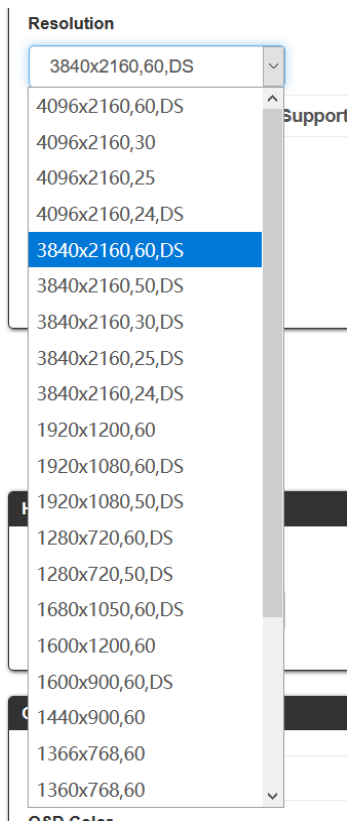 Resolution
3840x2160,60,DS
4096x2160,60,DS
Support
4096x2160,30
4096x2160,25
4096x2160,24,DS
3840x2160,60,DS
3840x2160,50,DS
3840x2160,30,DS
3840x2160,25,DS
3840x2160,24,DS
1920x1200,60
1920x1080,60,DS
1920x1080,50,DS
1280x720,60,DS
1280x720,50,DS
1680x1050,60,DS
1600x1200,60
1600x900,60,DS
1440x900,60
1366x768,60
1360x768,60
OSD Color